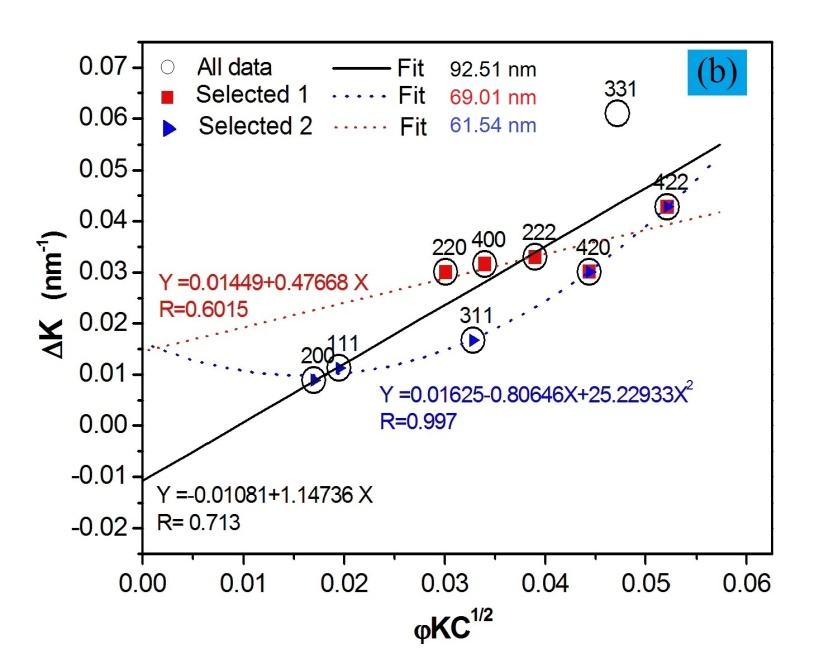 (b)
All data Fit 92.51 nm
Selected 1 Fit 69.01 nm
Selected 2 Fit 61.54 nm
331
422
220 400 222 420
311
200 111
Y =0.01449+0.47668 X
R=0.6015
Y =0.01625-0.80646X+25.22933X²
R=0.997
Y =-0.01081+1.14736 X
R= 0.713
0.07
0.06
0.05
0.04
0.03
0.02
0.01
0.00
-0.01
-0.02
ΔK (nm⁻¹)
0.00 0.01 0.02 0.03 0.04 0.05 0.06
φKC^1/2